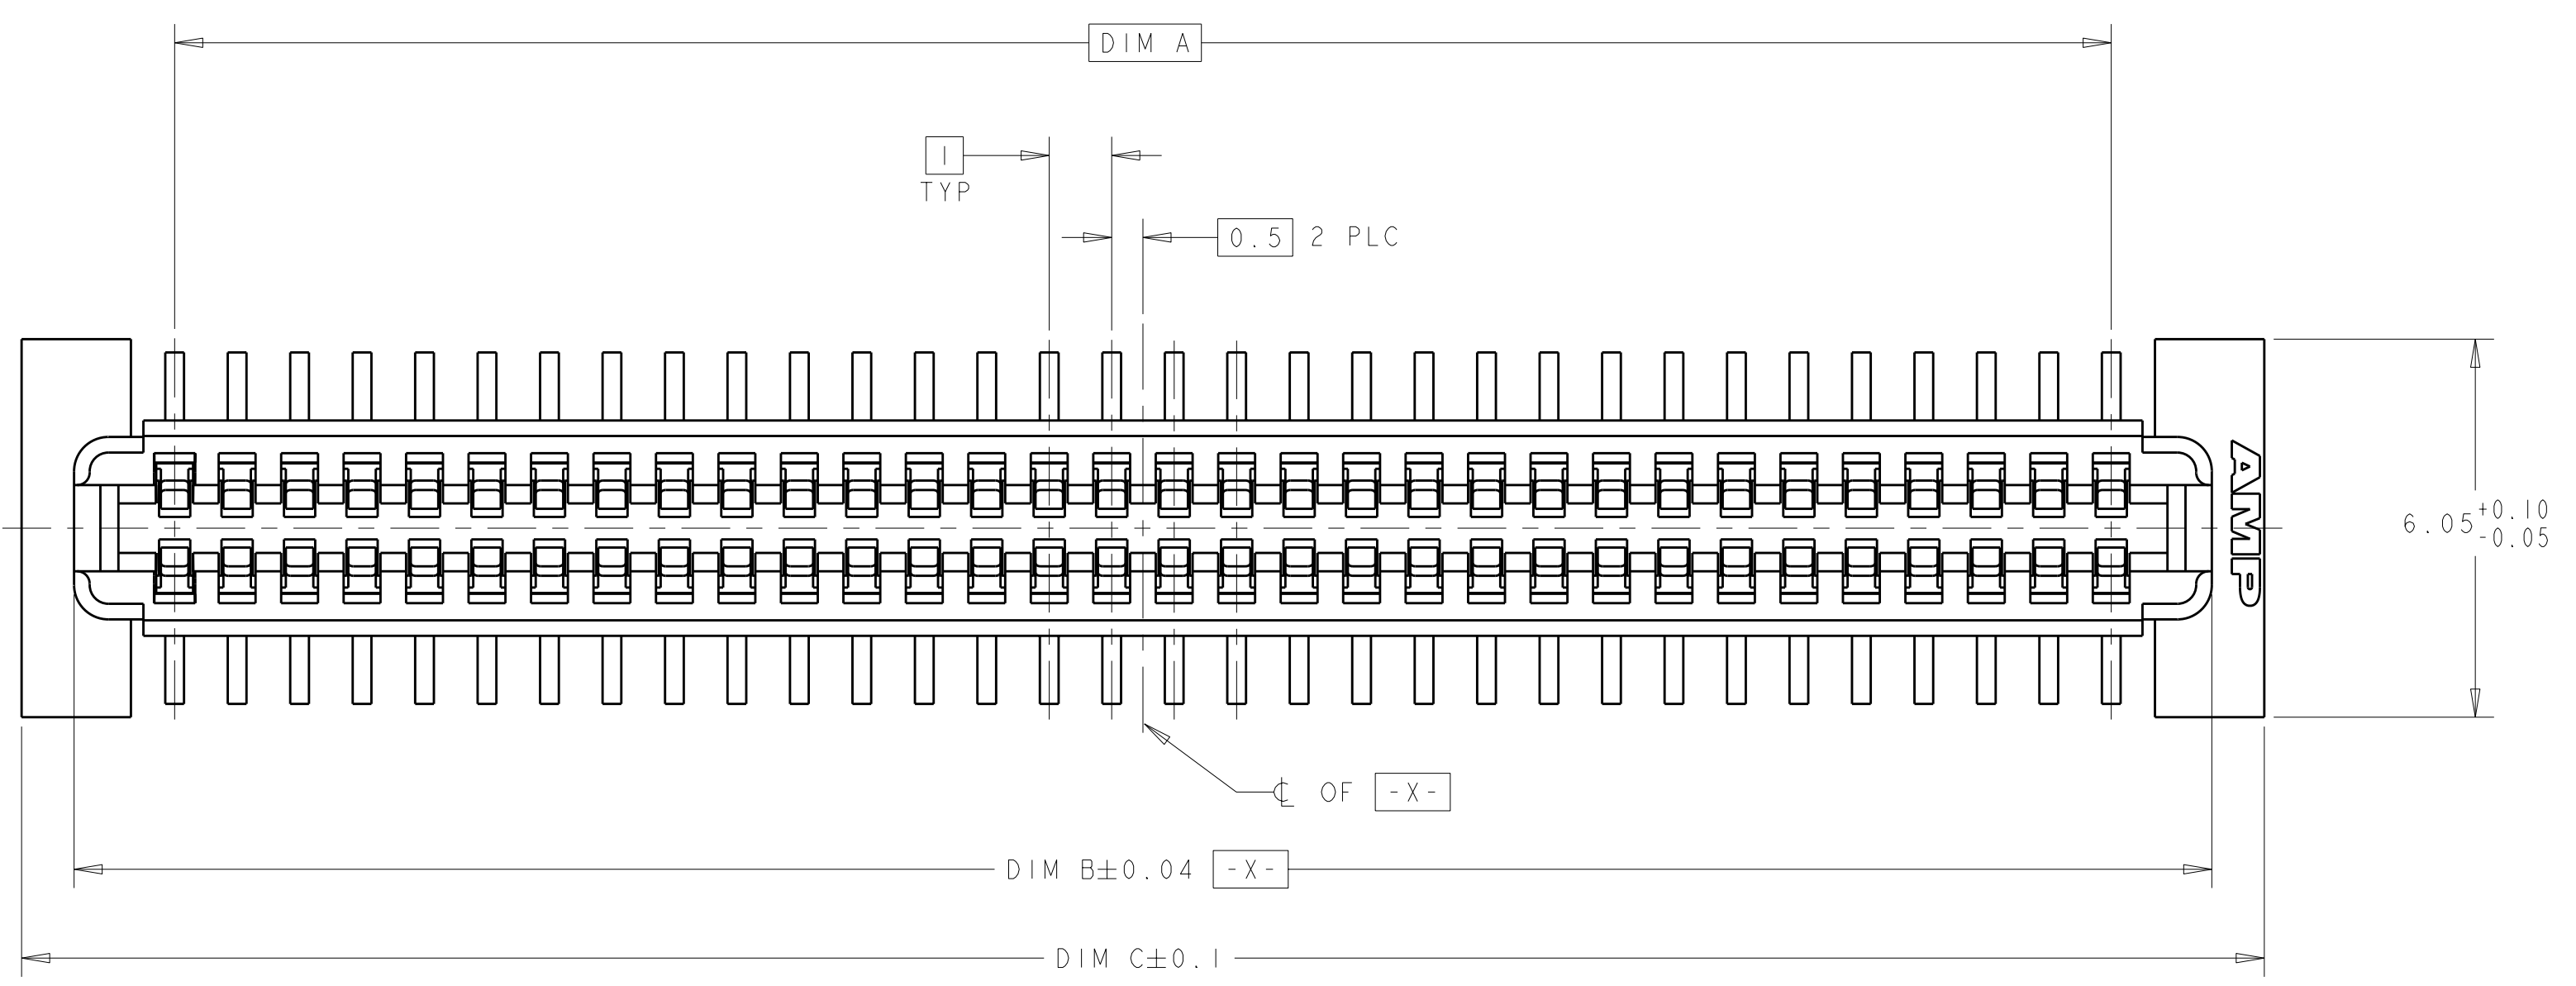 DIM A
1
TYP
0.5 2 PLC
AMP
6.05 +0.10
-0.05
℄ OF -X-
DIM B±0.04 -X-
DIM C±0.1